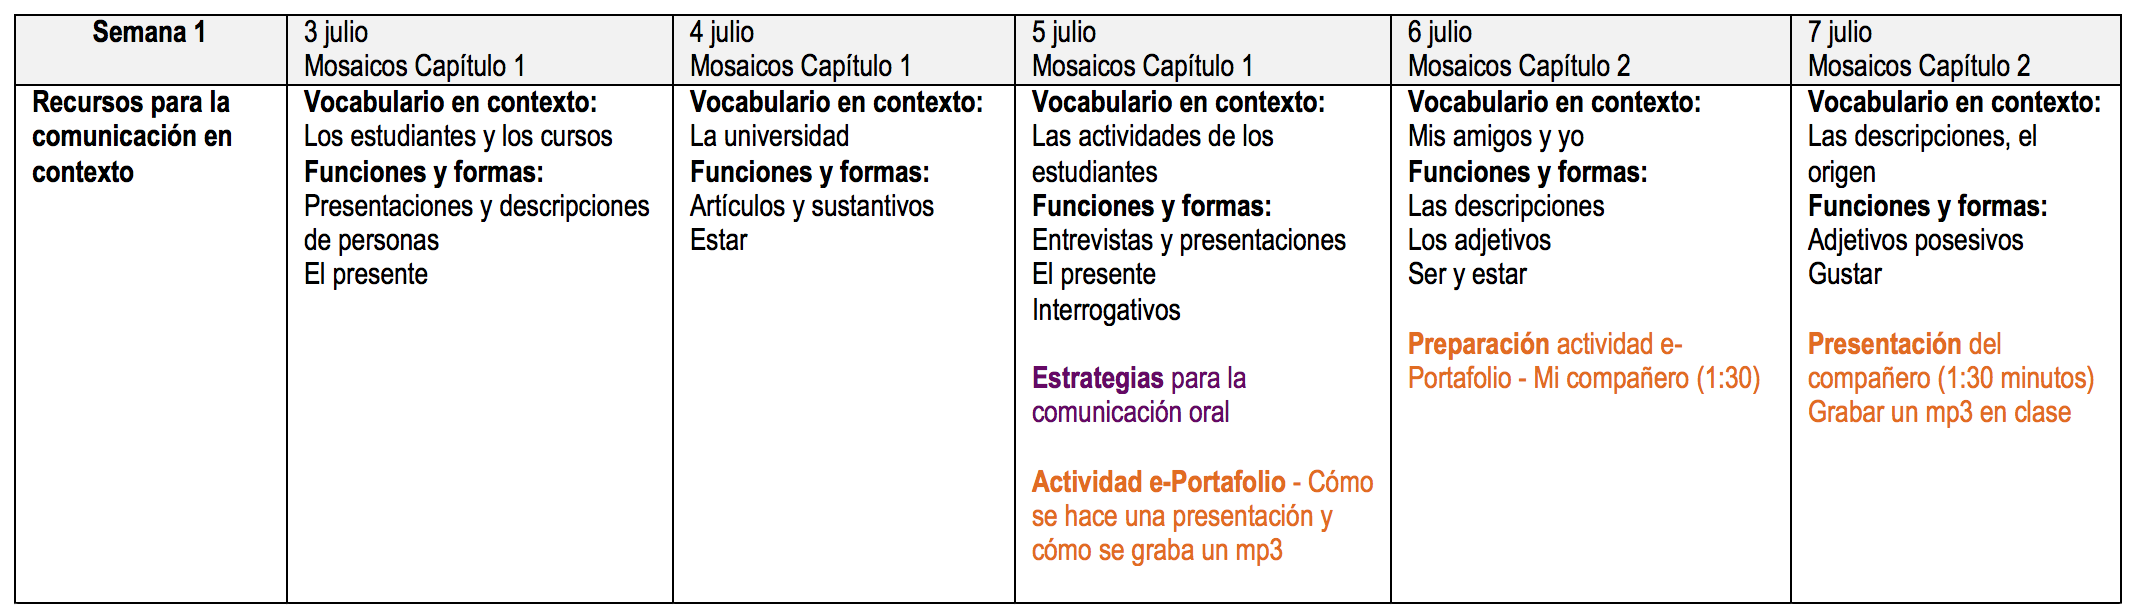 Semana 1
3 julio
Mosaicos Capítulo 1
4 julio
Mosaicos Capítulo 1
5 julio
Mosaicos Capítulo 1
6 julio
Mosaicos Capítulo 2
7 julio
Mosaicos Capítulo 2
Recursos para la
comunicación en
contexto
Vocabulario en contexto:
Los estudiantes y los cursos
Funciones y formas:
Presentaciones y descripciones
de personas
El presente
Vocabulario en contexto:
La universidad
Funciones y formas:
Artículos y sustantivos
Estar
Vocabulario en contexto:
Las actividades de los
estudiantes
Funciones y formas:
Entrevistas y presentaciones
El presente
Interrogativos
Estrategias para la
comunicación oral
Actividad e-Portafolio - Cómo
se hace una presentación y
cómo se graba un mp3
Vocabulario en contexto:
Mis amigos y yo
Funciones y formas:
Las descripciones
Los adjetivos
Ser y estar
Preparación actividad e-
Portafolio - Mi compañero (1:30)
Vocabulario en contexto:
Las descripciones, el
origen
Funciones y formas:
Adjetivos posesivos
Gustar
Presentación del
compañero (1:30 minutos)
Grabar un mp3 en clase